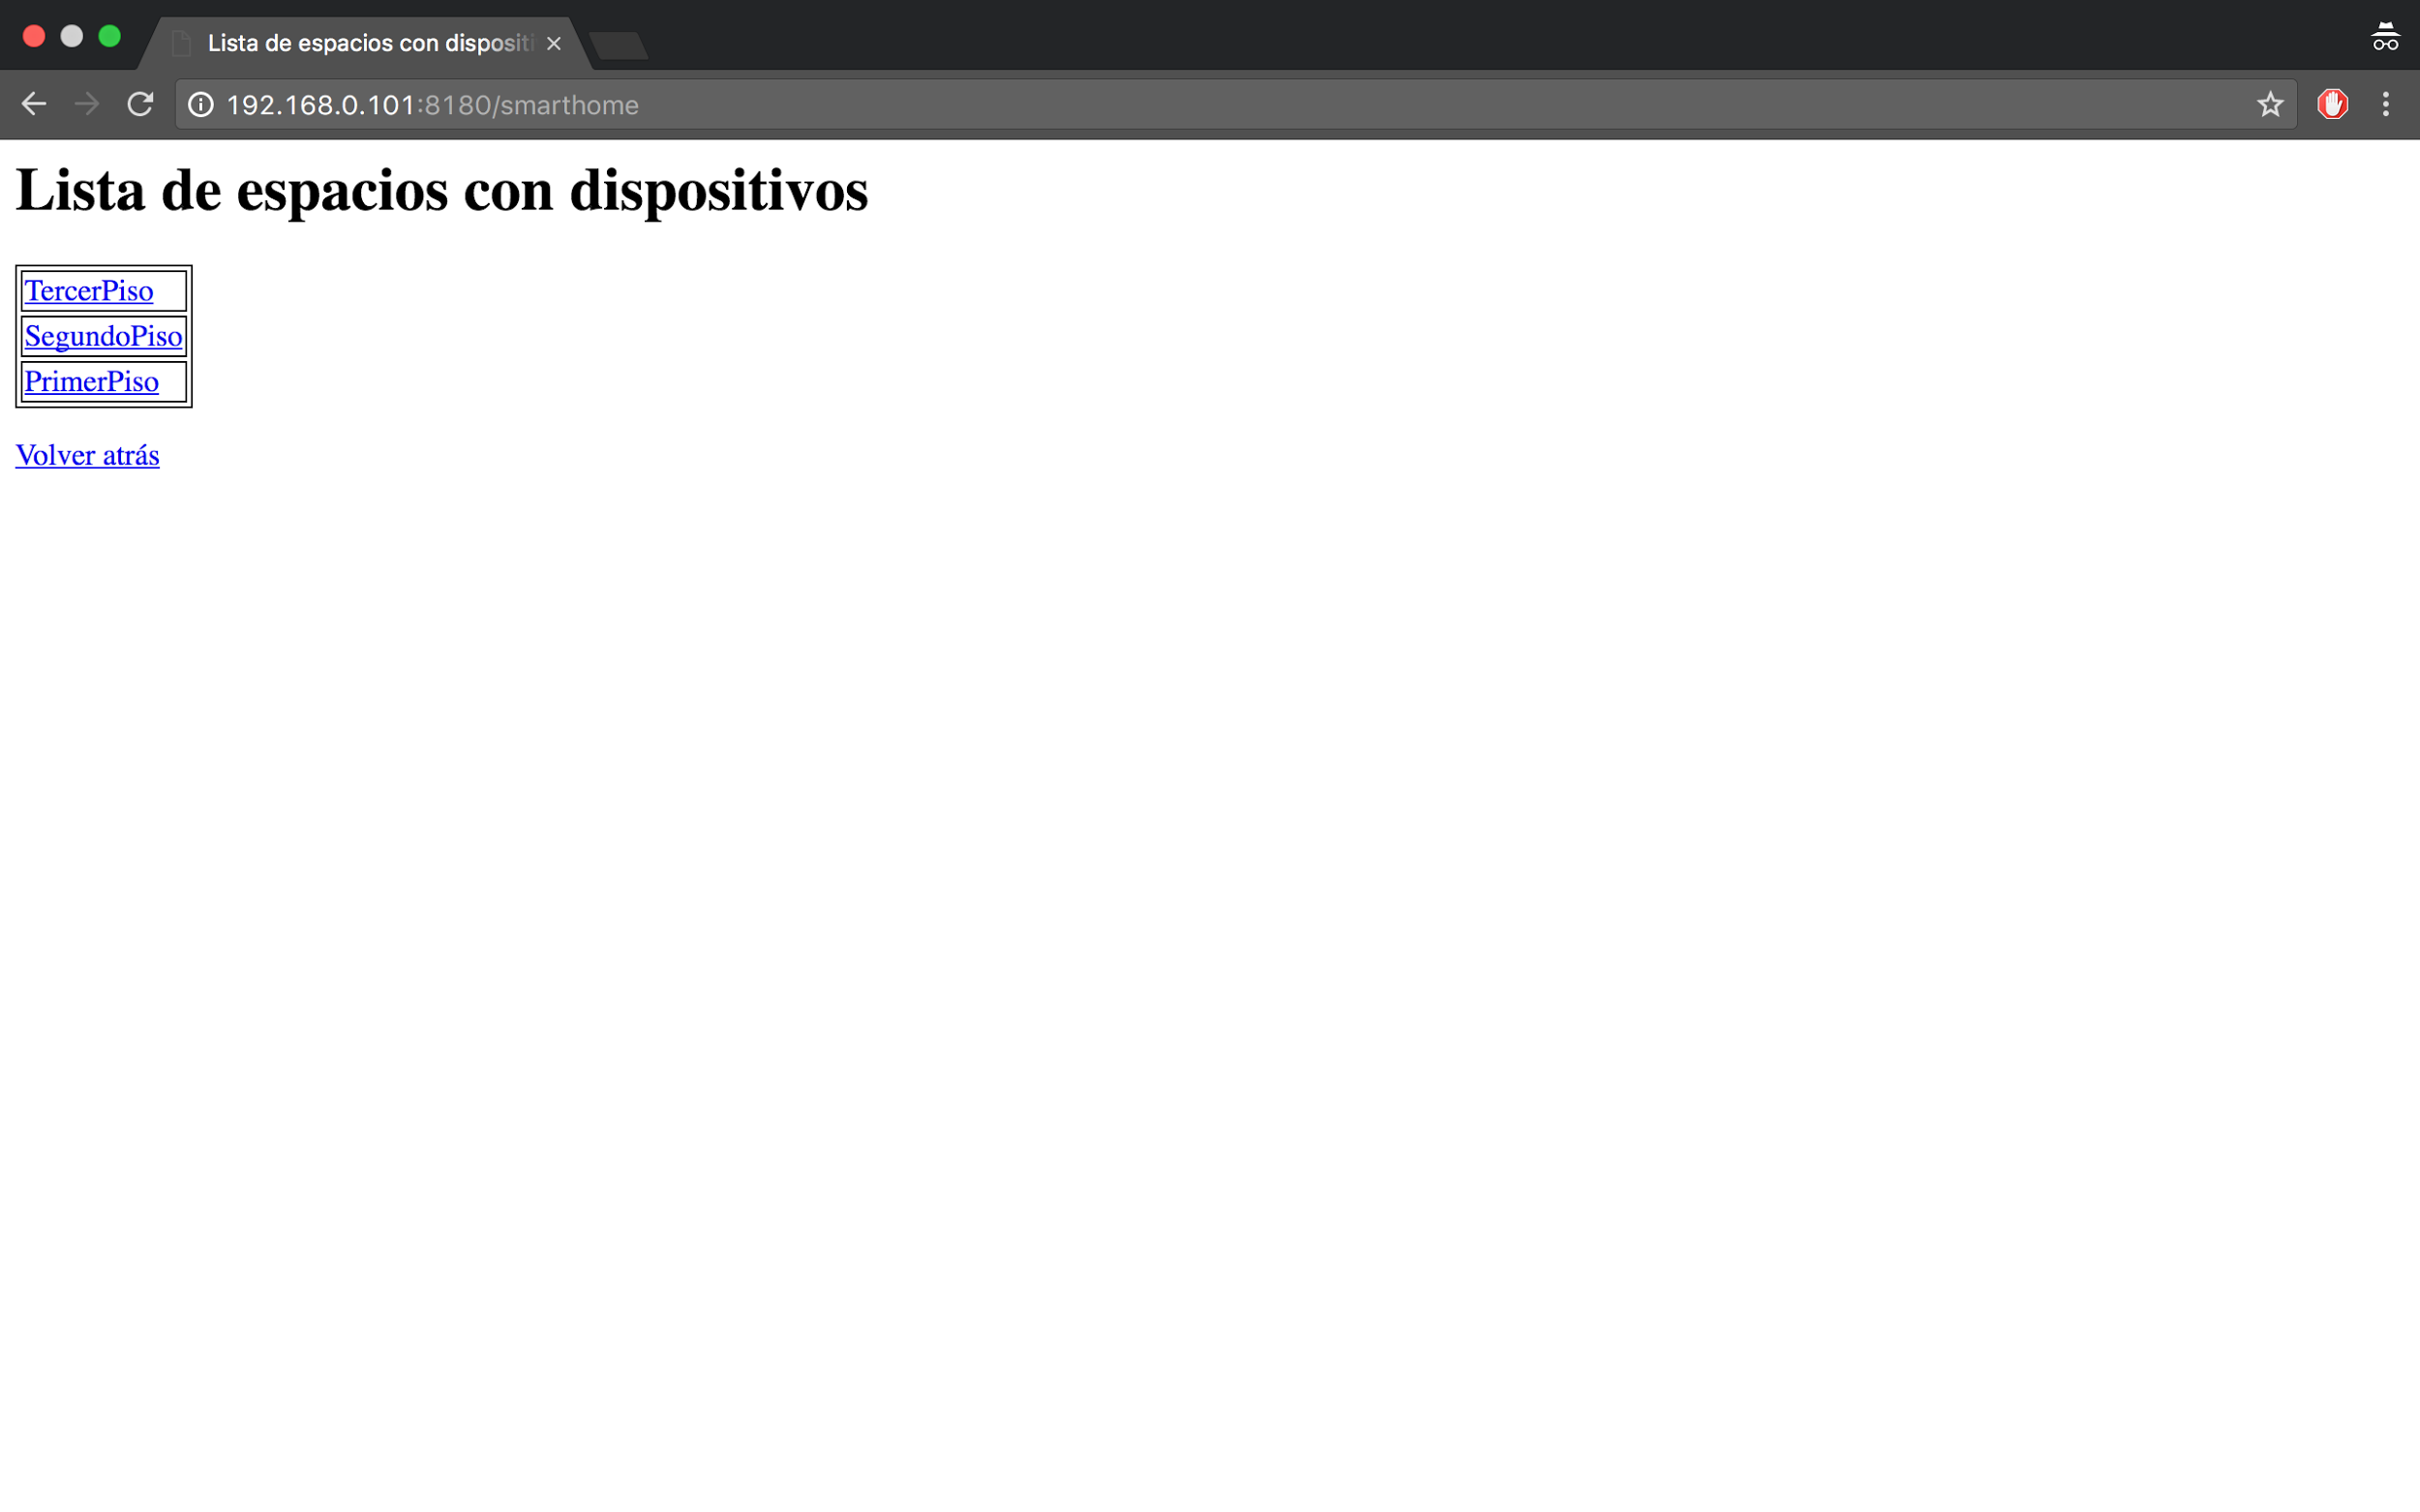 Lista de espacios con dispositi
192.168.0.101:8180/smarthome
Lista de espacios con dispositivos
TercerPiso
SegundoPiso
PrimerPiso
Volver atrás